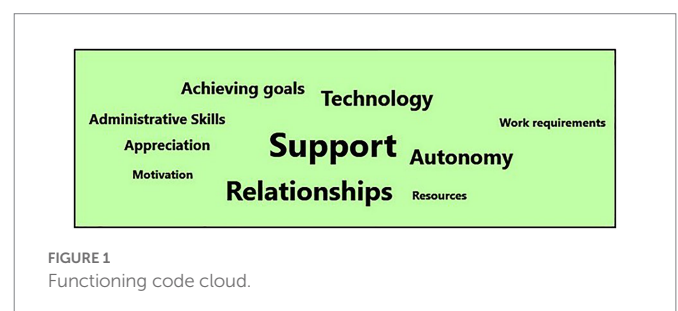 Achieving goals
Technology
Administrative Skills
Work requirements
Appreciation
Support
Autonomy
Motivation
Relationships
Resources
FIGURE 1
Functioning code cloud.